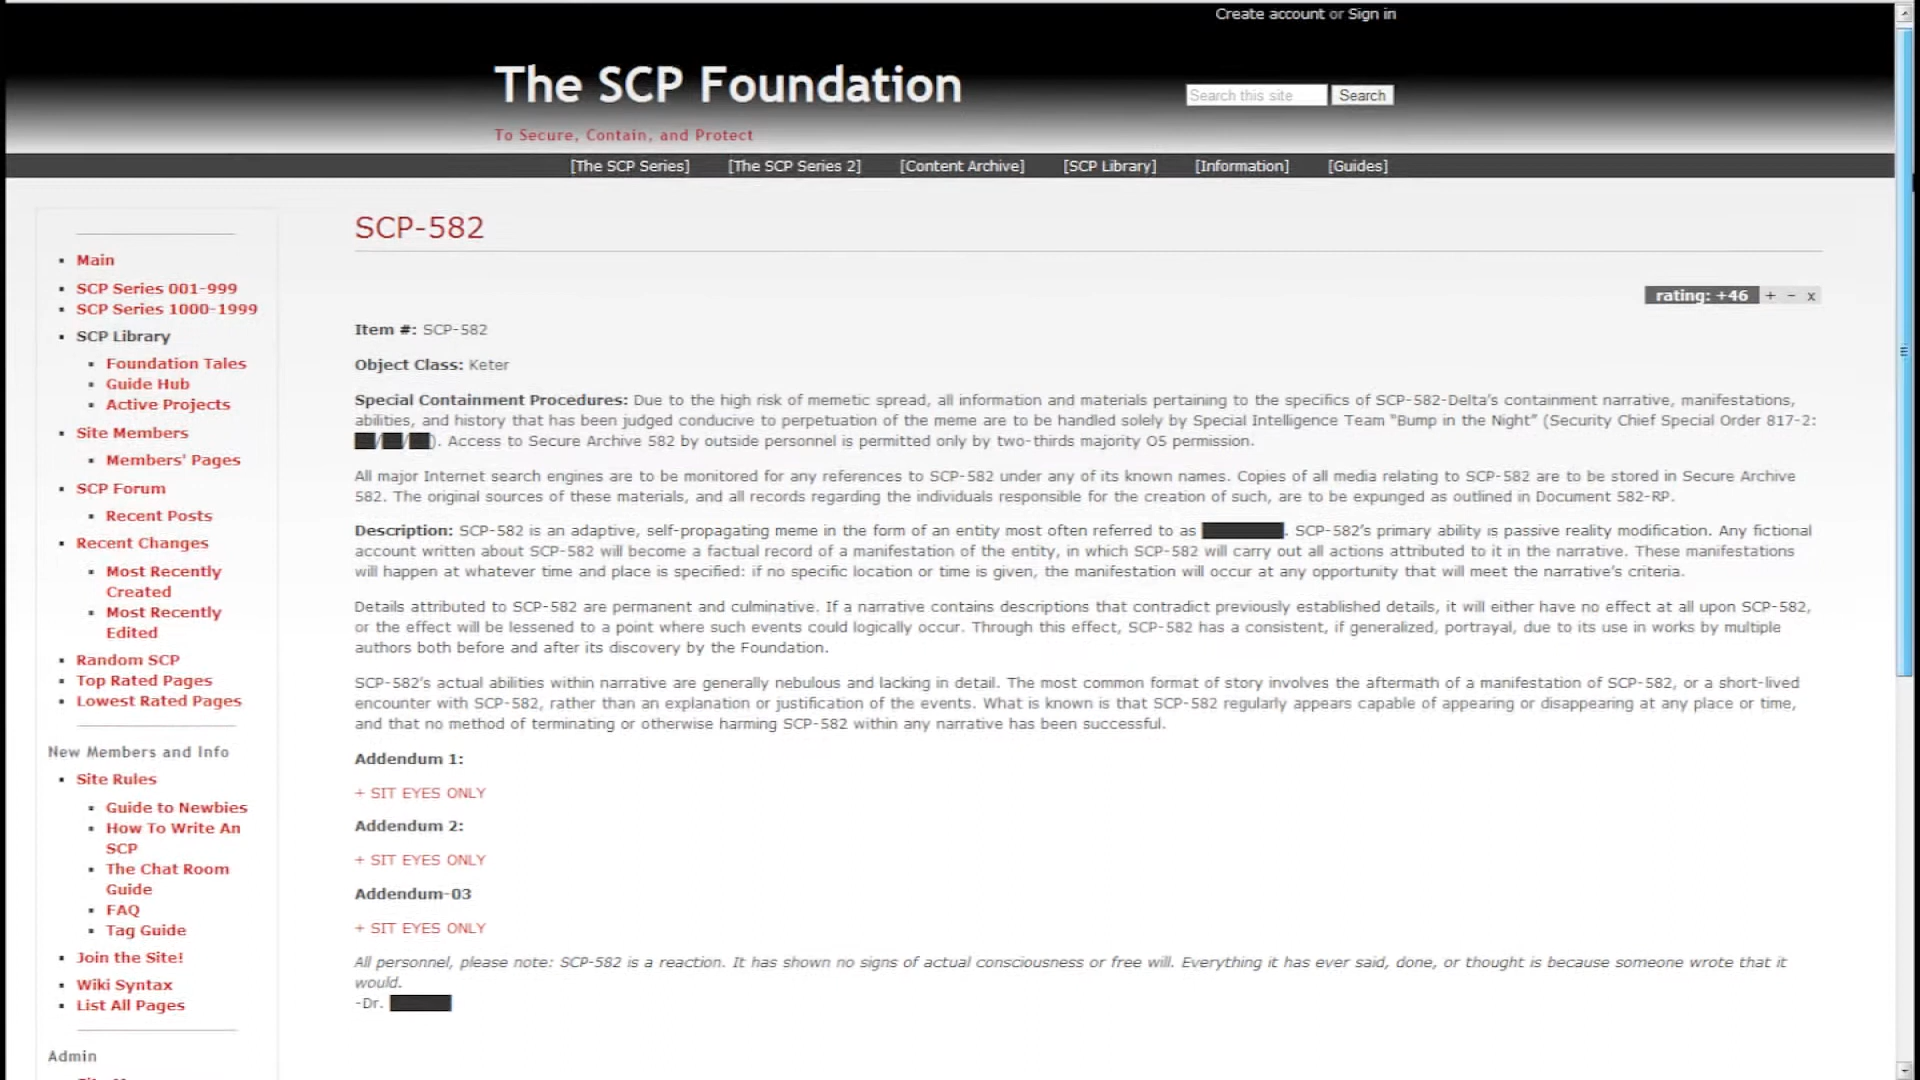 Create account or Sign in
The SCP Foundation
Search this site Search
To Secure, Contain, and Protect
[The SCP Series] [The SCP Series 2] [Content Archive] [SCP Library] [Information] [Guides]
Main
SCP Series 001-999
SCP Series 1000-1999
SCP Library
Foundation Tales
Guide Hub
Active Projects
Site Members
Members' Pages
SCP Forum
Recent Posts
Recent Changes
Most Recently
Created
Most Recently
Edited
Random SCP
Top Rated Pages
Lowest Rated Pages
New Members and Info
Site Rules
Guide to Newbies
How To Write An
SCP
The Chat Room
Guide
FAQ
Tag Guide
Join the Site!
Wiki Syntax
List All Pages
Admin
SCP-582
rating: +46 + − x
Item #: SCP-582
Object Class: Keter
Special Containment Procedures: Due to the high risk of memetic spread, all information and materials pertaining to the specifics of SCP-582-Delta's containment narrative, manifestations,
abilities, and history that has been judged conducive to perpetuation of the meme are to be handled solely by Special Intelligence Team "Bump in the Night" (Security Chief Special Order 817-2:
██/██/██). Access to Secure Archive 582 by outside personnel is permitted only by two-thirds majority O5 permission.
All major Internet search engines are to be monitored for any references to SCP-582 under any of its known names. Copies of all media relating to SCP-582 are to be stored in Secure Archive
582. The original sources of these materials, and all records regarding the individuals responsible for the creation of such, are to be expunged as outlined in Document 582-RP.
Description: SCP-582 is an adaptive, self-propagating meme in the form of an entity most often referred to as ████████. SCP-582's primary ability is passive reality modification. Any fictional
account written about SCP-582 will become a factual record of a manifestation of the entity, in which SCP-582 will carry out all actions attributed to it in the narrative. These manifestations
will happen at whatever time and place is specified: if no specific location or time is given, the manifestation will occur at any opportunity that will meet the narrative's criteria.
Details attributed to SCP-582 are permanent and culminative. If a narrative contains descriptions that contradict previously established details, it will either have no effect at all upon SCP-582,
or the effect will be lessened to a point where such events could logically occur. Through this effect, SCP-582 has a consistent, if generalized, portrayal, due to its use in works by multiple
authors both before and after its discovery by the Foundation.
SCP-582's actual abilities within narrative are generally nebulous and lacking in detail. The most common format of story involves the aftermath of a manifestation of SCP-582, or a short-lived
encounter with SCP-582, rather than an explanation or justification of the events. What is known is that SCP-582 regularly appears capable of appearing or disappearing at any place or time,
and that no method of terminating or otherwise harming SCP-582 within any narrative has been successful.
Addendum 1:
+ SIT EYES ONLY
Addendum 2:
+ SIT EYES ONLY
Addendum-03
+ SIT EYES ONLY
All personnel, please note: SCP-582 is a reaction. It has shown no signs of actual consciousness or free will. Everything it has ever said, done, or thought is because someone wrote that it
would.
-Dr. ██████